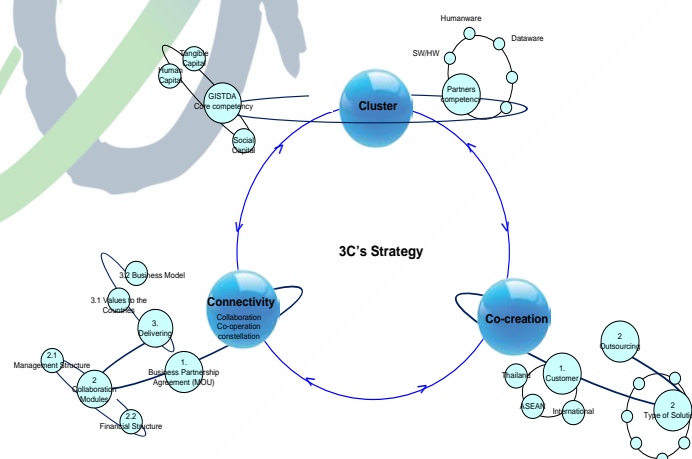 Humanware
Dataware
SW/HW
Tangible
Capital
Human
Capital
GISTDA
Core competency
Social
Capital
Cluster
Partners
competency
3C's Strategy
3.2 Business Model
3.1 Values to the
Countries
3.
Delivering
Connectivity
Collaboration
Co-operation
constellation
2.1
Management Structure
2
Collaboration
Modules
1.
Business Partnership
Agreement (MOU)
2.2
Financial Structure
Co-creation
2
Outsourcing
1.
Customer
Thailand
ASEAN
International
2
Type of Soluti